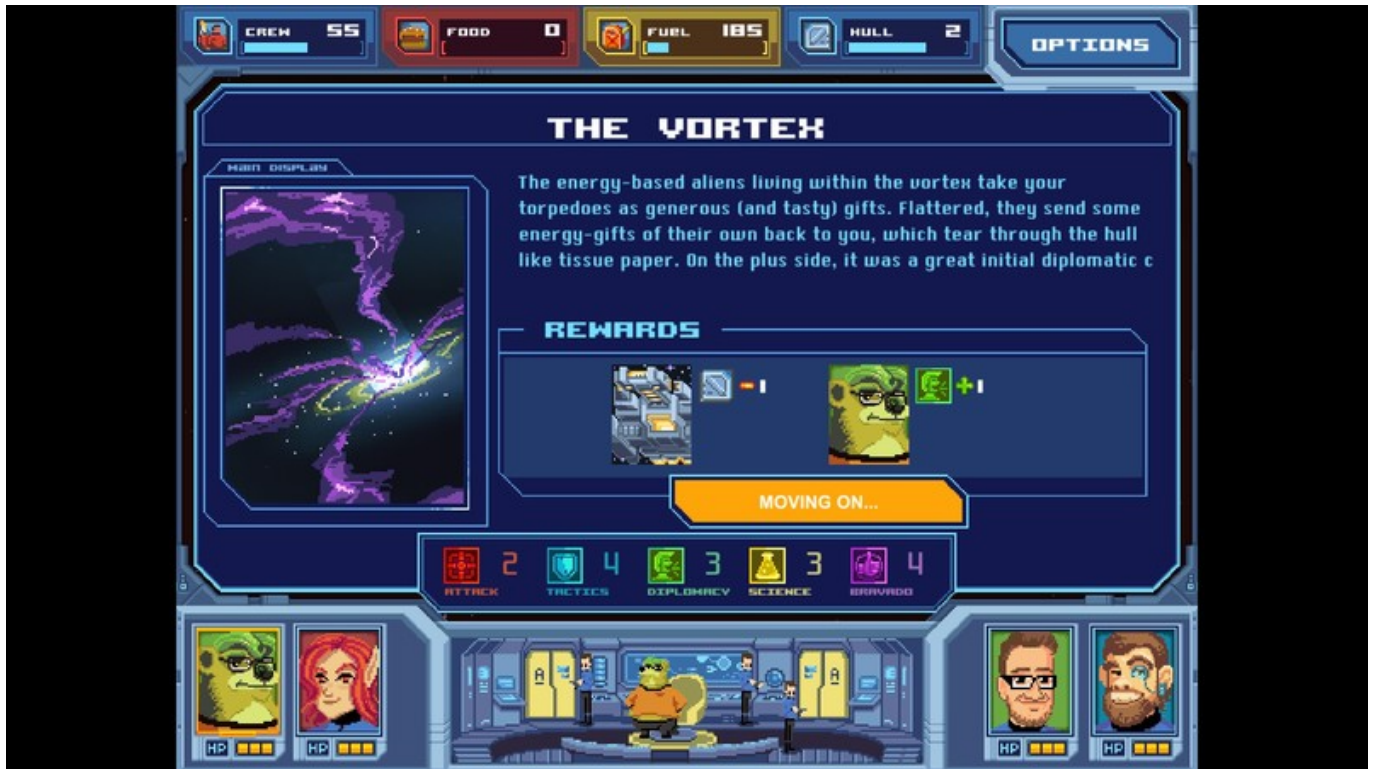 CREW 55
FOOD 0
FUEL 185
HULL 2
OPTIONS
THE VORTEX
MAIN DISPLAY
The energy-based aliens living within the vortex take your
torpedoes as generous (and tasty) gifts. Flattered, they send some
energy-gifts of their own back to you, which tear through the hull
like tissue paper. On the plus side, it was a great initial diplomatic c
REWARDS
-1
+1
MOVING ON...
2 4 3 3 4
ATTACK TACTICS DIPLOMACY SCIENCE BRAVADO
A A
HP HP HP HP